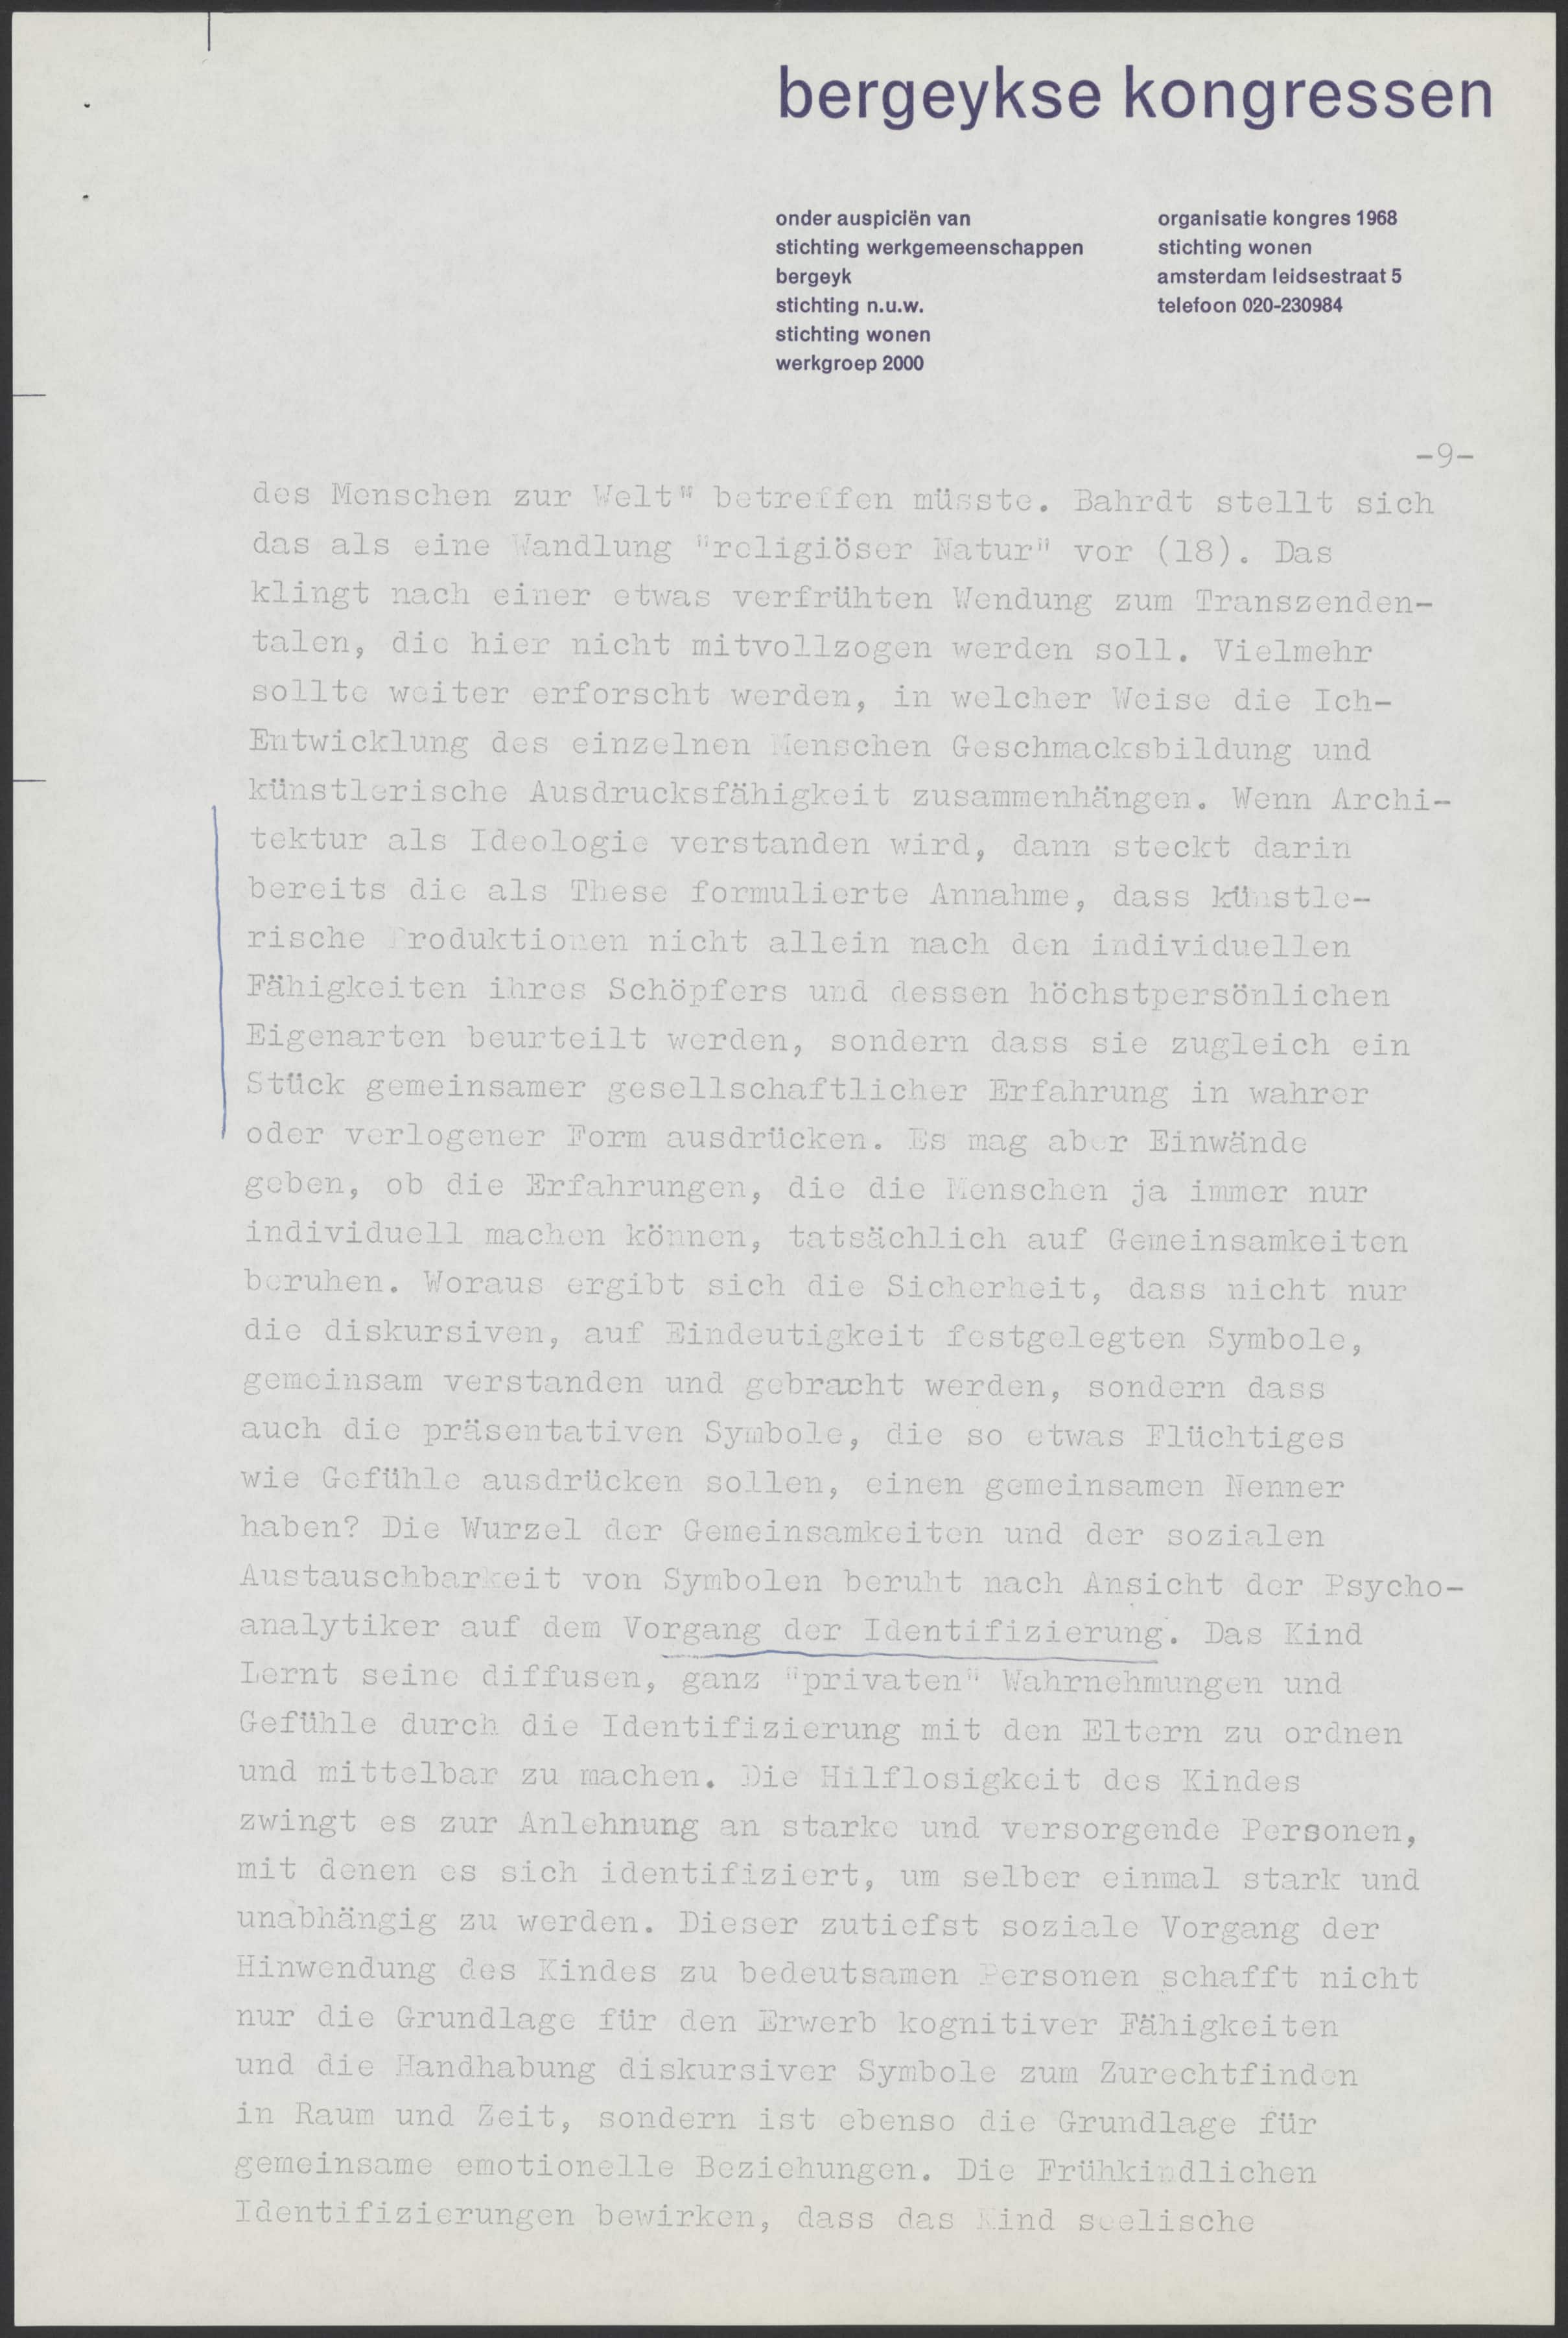 bergeykse kongressen
onder auspiciën van
stichting werkgemeenschappen
bergeyk
stichting n.u.w.
stichting wonen
werkgroep 2000
organisatie kongres 1968
stichting wonen
amsterdam leidsestraat 5
telefoon 020-230984
-9-
des Menschen zur Welt" betreffen müsste. Bahrdt stellt sich
das als eine Wandlung "religiöser Natur" vor (18). Das
klingt nach einer etwas verfrühten Wendung zum Transzenden-
talen, die hier nicht mitvollzogen werden soll. Vielmehr
sollte weiter erforscht werden, in welcher Weise die Ich-
Entwicklung des einzelnen Menschen Geschmacksbildung und
künstlerische Ausdrucksfähigkeit zusammenhängen. Wenn Archi-
tektur als Ideologie verstanden wird, dann steckt darin
bereits die als These formulierte Annahme, dass künstle-
rische Produktionen nicht allein nach den individuellen
Fähigkeiten ihres Schöpfers und dessen höchstpersönlichen
Eigenarten beurteilt werden, sondern dass sie zugleich ein
Stück gemeinsamer gesellschaftlicher Erfahrung in wahrer
oder verlogener Form ausdrücken. Es mag aber Einwände
geben, ob die Erfahrungen, die die Menschen ja immer nur
individuell machen können, tatsächlich auf Gemeinsamkeiten
beruhen. Woraus ergibt sich die Sicherheit, dass nicht nur
die diskursiven, auf Eindeutigkeit festgelegten Symbole,
gemeinsam verstanden und gebracht werden, sondern dass
auch die präsentativen Symbole, die so etwas Flüchtiges
wie Gefühle ausdrücken sollen, einen gemeinsamen Nenner
haben? Die Wurzel der Gemeinsamkeiten und der sozialen
Austauschbarkeit von Symbolen beruht nach Ansicht der Psycho-
analytiker auf dem Vorgang der Identifizierung. Das Kind
Lernt seine diffusen, ganz "privaten" Wahrnehmungen und
Gefühle durch die Identifizierung mit den Eltern zu ordnen
und mittelbar zu machen. Die Hilflosigkeit des Kindes
zwingt es zur Anlehnung an starke und versorgende Personen,
mit denen es sich identifiziert, um selber einmal stark und
unabhängig zu werden. Dieser zutiefst soziale Vorgang der
Hinwendung des Kindes zu bedeutsamen Personen schafft nicht
nur die Grundlage für den Erwerb kognitiver Fähigkeiten
und die Handhabung diskursiver Symbole zum Zurechtfinden
in Raum und Zeit, sondern ist ebenso die Grundlage für
gemeinsame emotionelle Beziehungen. Die Frühkindlichen
Identifizierungen bewirken, dass das Kind seelische